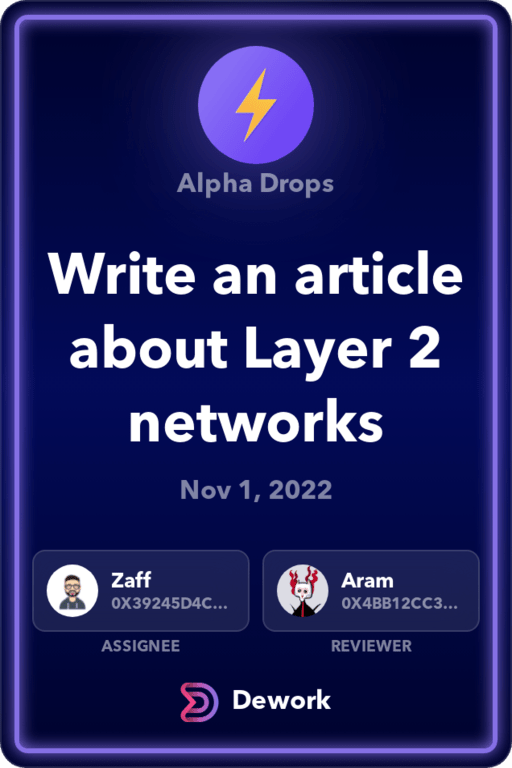 Alpha Drops
Write an article
about Layer 2
networks
Nov 1, 2022
Zaff
0X39245D4C...
ASSIGNEE
Aram
0X4BB12CC3...
REVIEWER
Dework